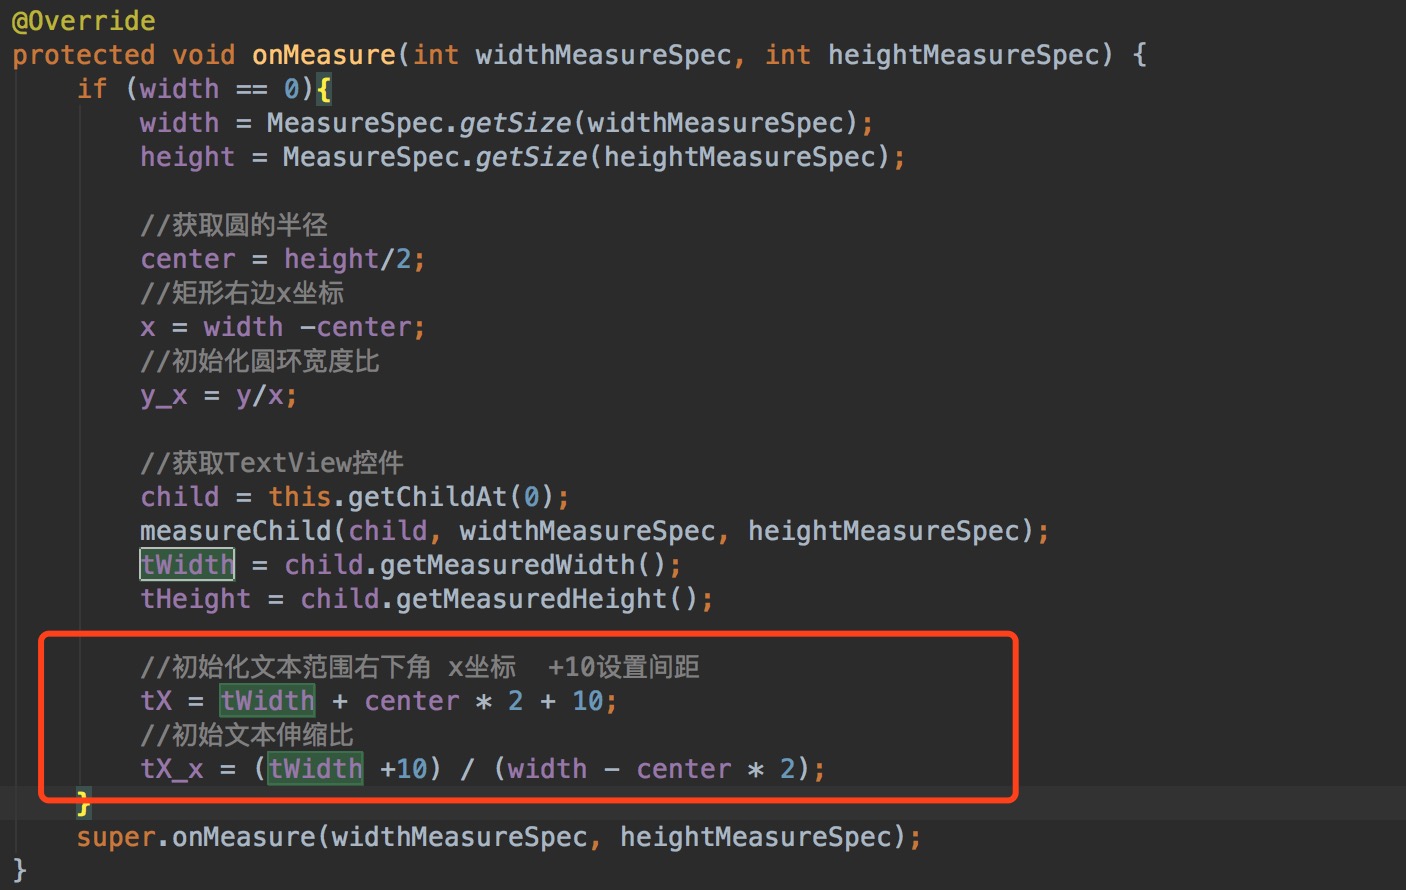 @Override
protected void onMeasure(int widthMeasureSpec, int heightMeasureSpec) {
if (width == 0){
width = MeasureSpec.getSize(widthMeasureSpec);
height = MeasureSpec.getSize(heightMeasureSpec);
//获取圆的半径
center = height/2;
//矩形右边x坐标
x = width -center;
//初始化圆环宽度比
y_x = y/x;
//获取TextView控件
child = this.getChildAt(0);
measureChild(child, widthMeasureSpec, heightMeasureSpec);
tWidth = child.getMeasuredWidth();
tHeight = child.getMeasuredHeight();
//初始化文本范围右下角 x坐标  +10设置间距
tX = tWidth + center * 2 + 10;
//初始文本伸缩比
tX_x = (tWidth +10) / (width - center * 2);
}
super.onMeasure(widthMeasureSpec, heightMeasureSpec);
}